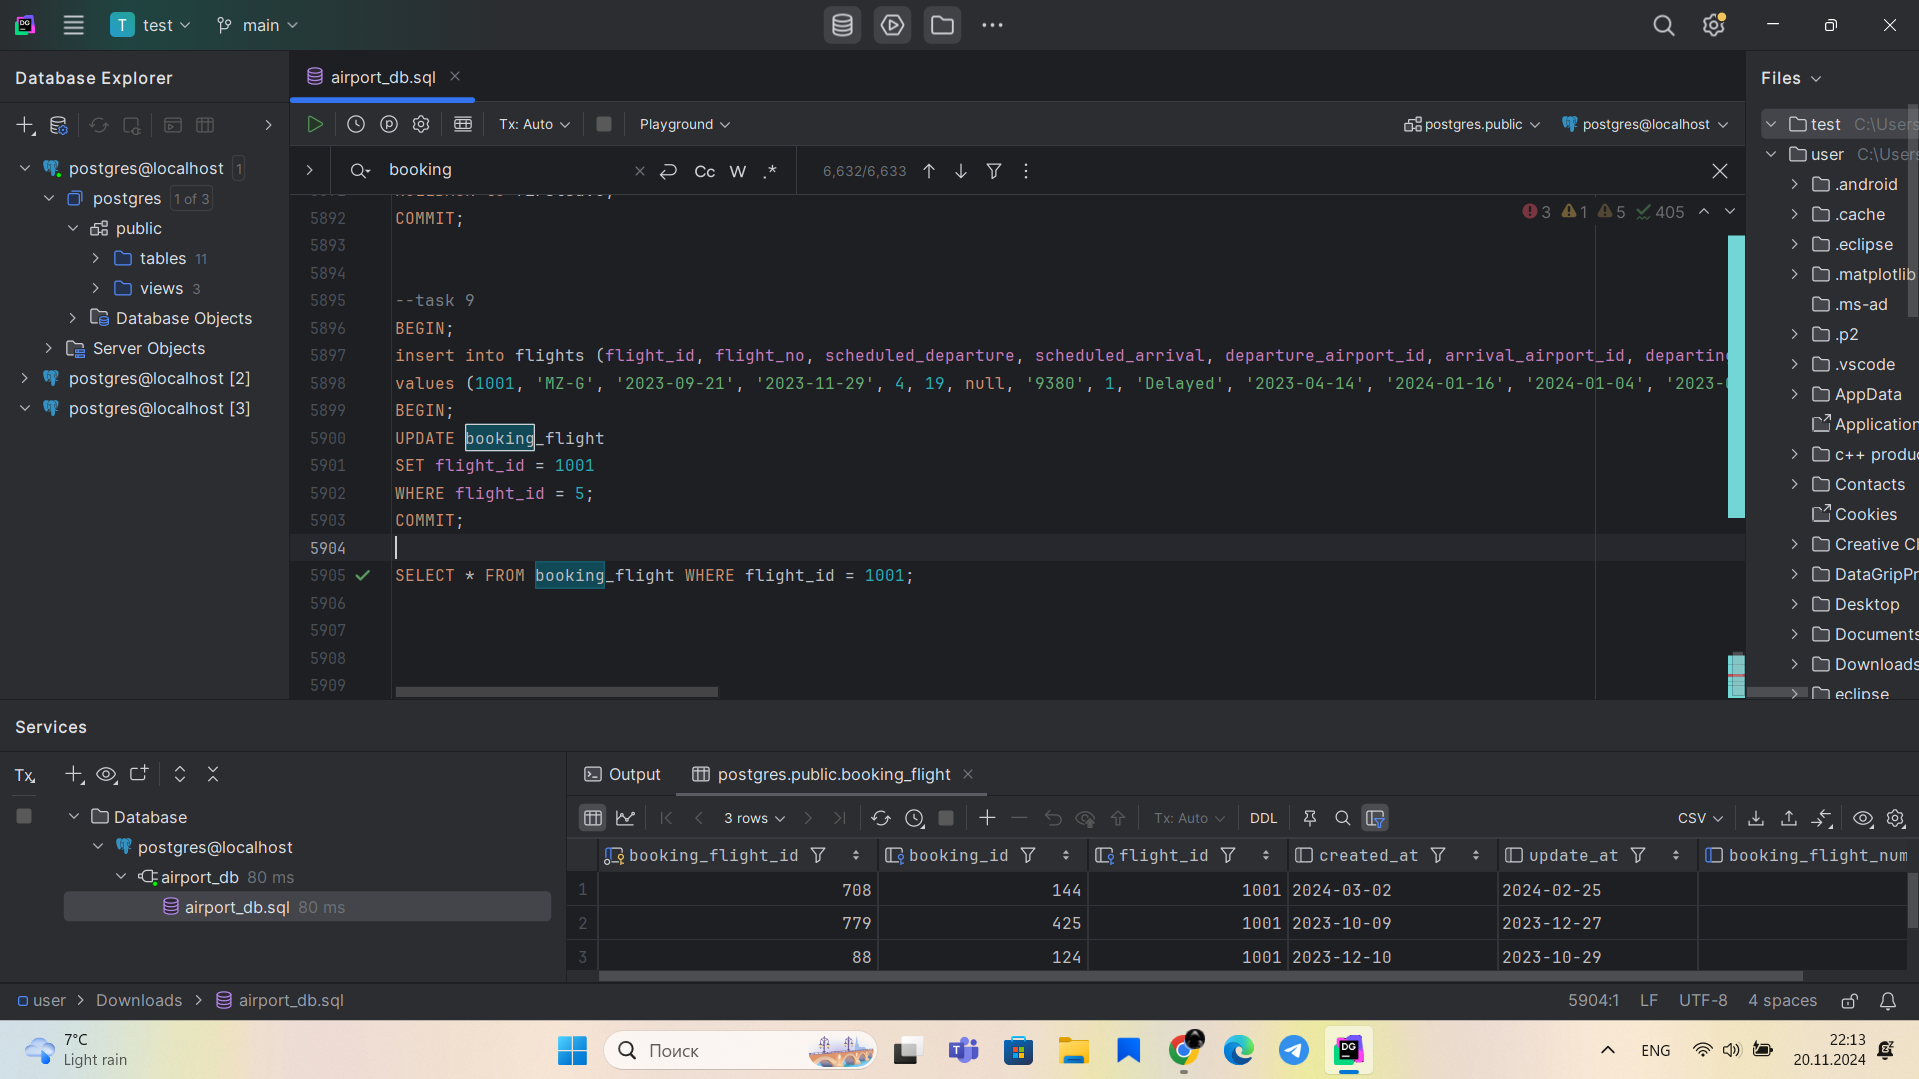 T test main
Database Explorer
airport_db.sql
Files
Tx: Auto Playground postgres.public postgres@localhost
booking Cc W .* 6,632/6,633
postgres@localhost 1
postgres 1 of 3
public
tables 11
views 3
Database Objects
Server Objects
postgres@localhost [2]
postgres@localhost [3]
3 1 5 405
5892 COMMIT;
5893
5894
5895 --task 9
5896 BEGIN;
5897 insert into flights (flight_id, flight_no, scheduled_departure, scheduled_arrival, departure_airport_id, arrival_airport_id, departin
5898 values (1001, 'MZ-G', '2023-09-21', '2023-11-29', 4, 19, null, '9380', 1, 'Delayed', '2023-04-14', '2024-01-16', '2024-01-04', '2023-
5899 BEGIN;
5900 UPDATE booking_flight
5901 SET flight_id = 1001
5902 WHERE flight_id = 5;
5903 COMMIT;
5904
5905 SELECT * FROM booking_flight WHERE flight_id = 1001;
5906
5907
5908
5909
test C:\Users
user C:\Users
.android
.cache
.eclipse
.matplotlib
.ms-ad
.p2
.vscode
AppData
Application
c++ produ
Contacts
Cookies
Creative Cl
DataGripPr
Desktop
Documents
Downloads
eclipse
Services
Tx
Database
postgres@localhost
airport_db 80 ms
airport_db.sql 80 ms
Output postgres.public.booking_flight
3 rows Tx: Auto DDL CSV
booking_flight_id booking_id flight_id created_at update_at booking_flight_num
1 708 144 1001 2024-03-02 2024-02-25
2 779 425 1001 2023-10-09 2023-12-27
3 88 124 1001 2023-12-10 2023-10-29
user > Downloads > airport_db.sql
5904:1 LF UTF-8 4 spaces
7°C
Light rain
Поиск
ENG
22:13
20.11.2024